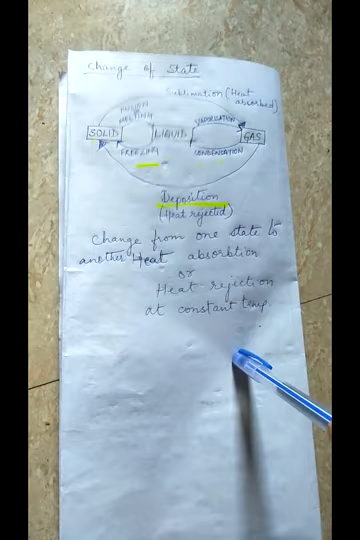 Change of State
Sublimation (Heat
absorbed)
FUSION
MELTING
VAPORISATION
SOLID LIQUID GAS
FREEZING CONDENSATION
Deposition
(Heat rejected)
Change from one state to
another Heat absorbtion
or
Heat rejection
at constant temp.